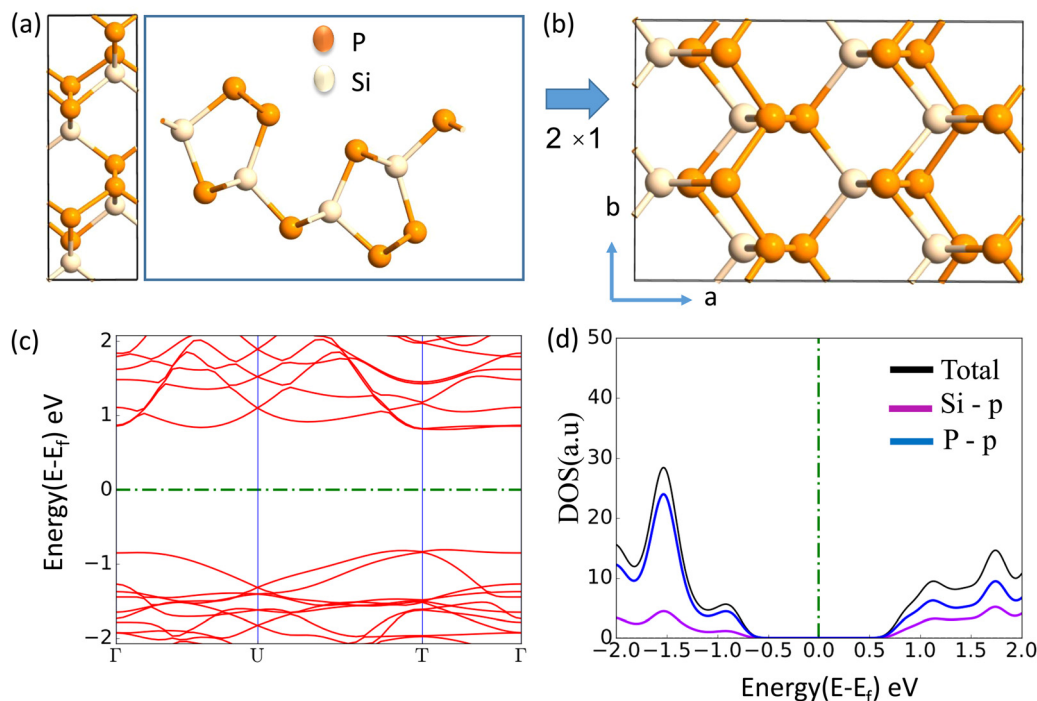 (a)
P
Si
(b)
2 ×1
b
a
(c)
Energy(E-Ef) eV
2
1
0
−1
−2
Γ
U
T
Γ
(d)
DOS(a.u)
50
40
30
20
10
0
Total
Si - p
P - p
−2.0
−1.5
−1.0
−0.5
0.0
0.5
1.0
1.5
2.0
Energy(E-Ef) eV